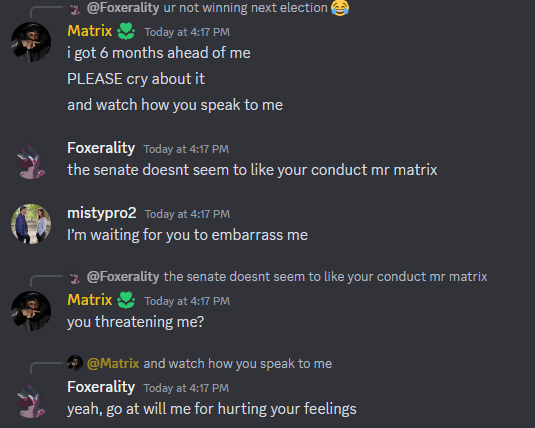 @Foxerality ur not winning next election 😂
Matrix Today at 4:17 PM
i got 6 months ahead of me
PLEASE cry about it
and watch how you speak to me
Foxerality Today at 4:17 PM
the senate doesnt seem to like your conduct mr matrix
mistypro2 Today at 4:17 PM
I’m waiting for you to embarrass me
@Foxerality the senate doesnt seem to like your conduct mr matrix
Matrix Today at 4:17 PM
you threatening me?
@Matrix and watch how you speak to me
Foxerality Today at 4:17 PM
yeah, go at will me for hurting your feelings